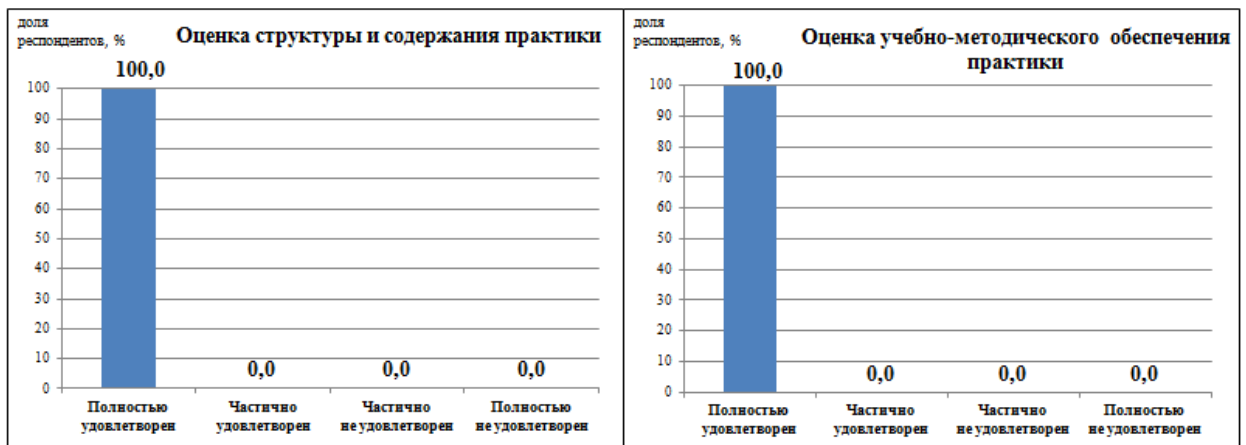 доля
респондентов, %
Оценка структуры и содержания практики
100,0
100
90
80
70
60
50
40
30
20
10
0
0,0
0,0
0,0
Полностью
удовлетворен
Частично
удовлетворен
Частично
не удовлетворен
Полностью
не удовлетворен
доля
респондентов, %
Оценка учебно-методического обеспечения
практики
100,0
100
90
80
70
60
50
40
30
20
10
0
0,0
0,0
0,0
Полностью
удовлетворен
Частично
удовлетворен
Частично
не удовлетворен
Полностью
не удовлетворен